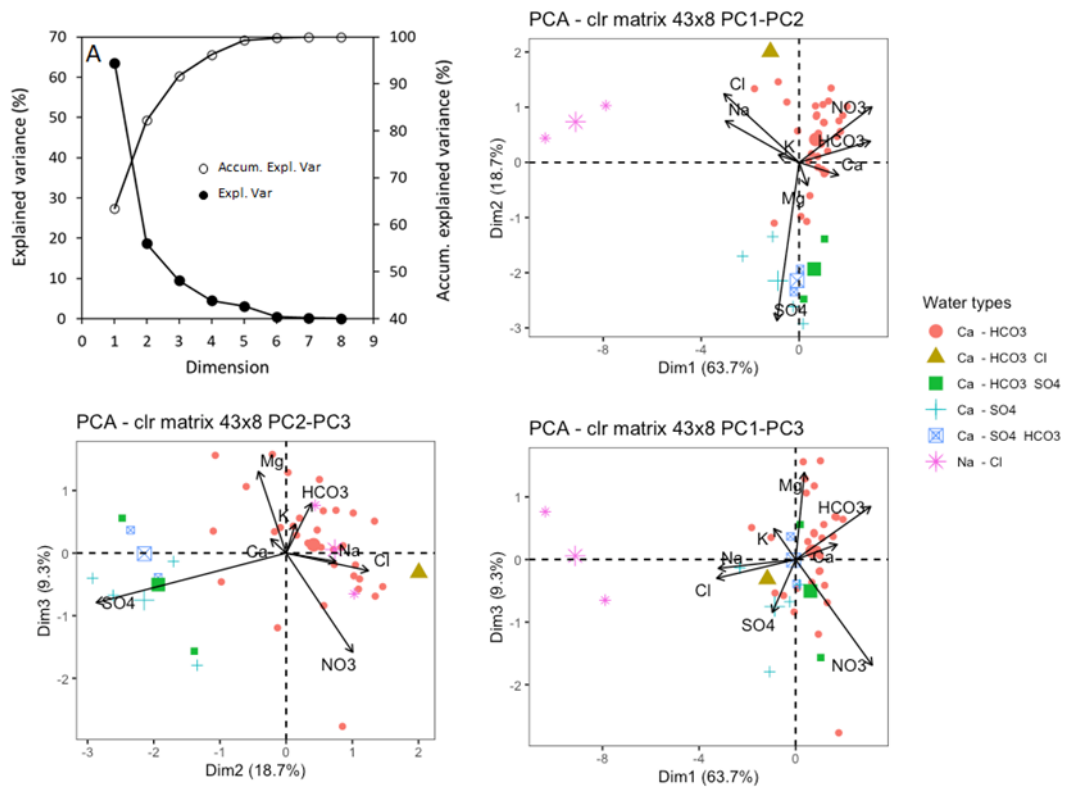 A
Explained variance (%)
70
60
50
40
30
20
10
0
100
90
80
70
60
50
40
Accum. explained variance (%)
Accum. Expl. Var
Expl. Var
0 1 2 3 4 5 6 7 8 9
Dimension
PCA - clr matrix 43x8 PC1-PC2
Dim2 (18.7%)
2
1
0
-1
-2
-3
Cl
Na
K
NO3
HCO3
Ca
Mg
SO4
-8 -4 0
Dim1 (63.7%)
Water types
Ca - HCO3
Ca - HCO3 Cl
Ca - HCO3 SO4
Ca - SO4
Ca - SO4 HCO3
Na - Cl
PCA - clr matrix 43x8 PC2-PC3
Dim3 (9.3%)
1
0
-1
-2
Mg
HCO3
K
Ca
Na
Cl
SO4
NO3
-3 -2 -1 0 1 2
Dim2 (18.7%)
PCA - clr matrix 43x8 PC1-PC3
Dim3 (9.3%)
1
0
-1
-2
Mg
HCO3
K
Na
Ca
Cl
SO4
NO3
-8 -4 0
Dim1 (63.7%)